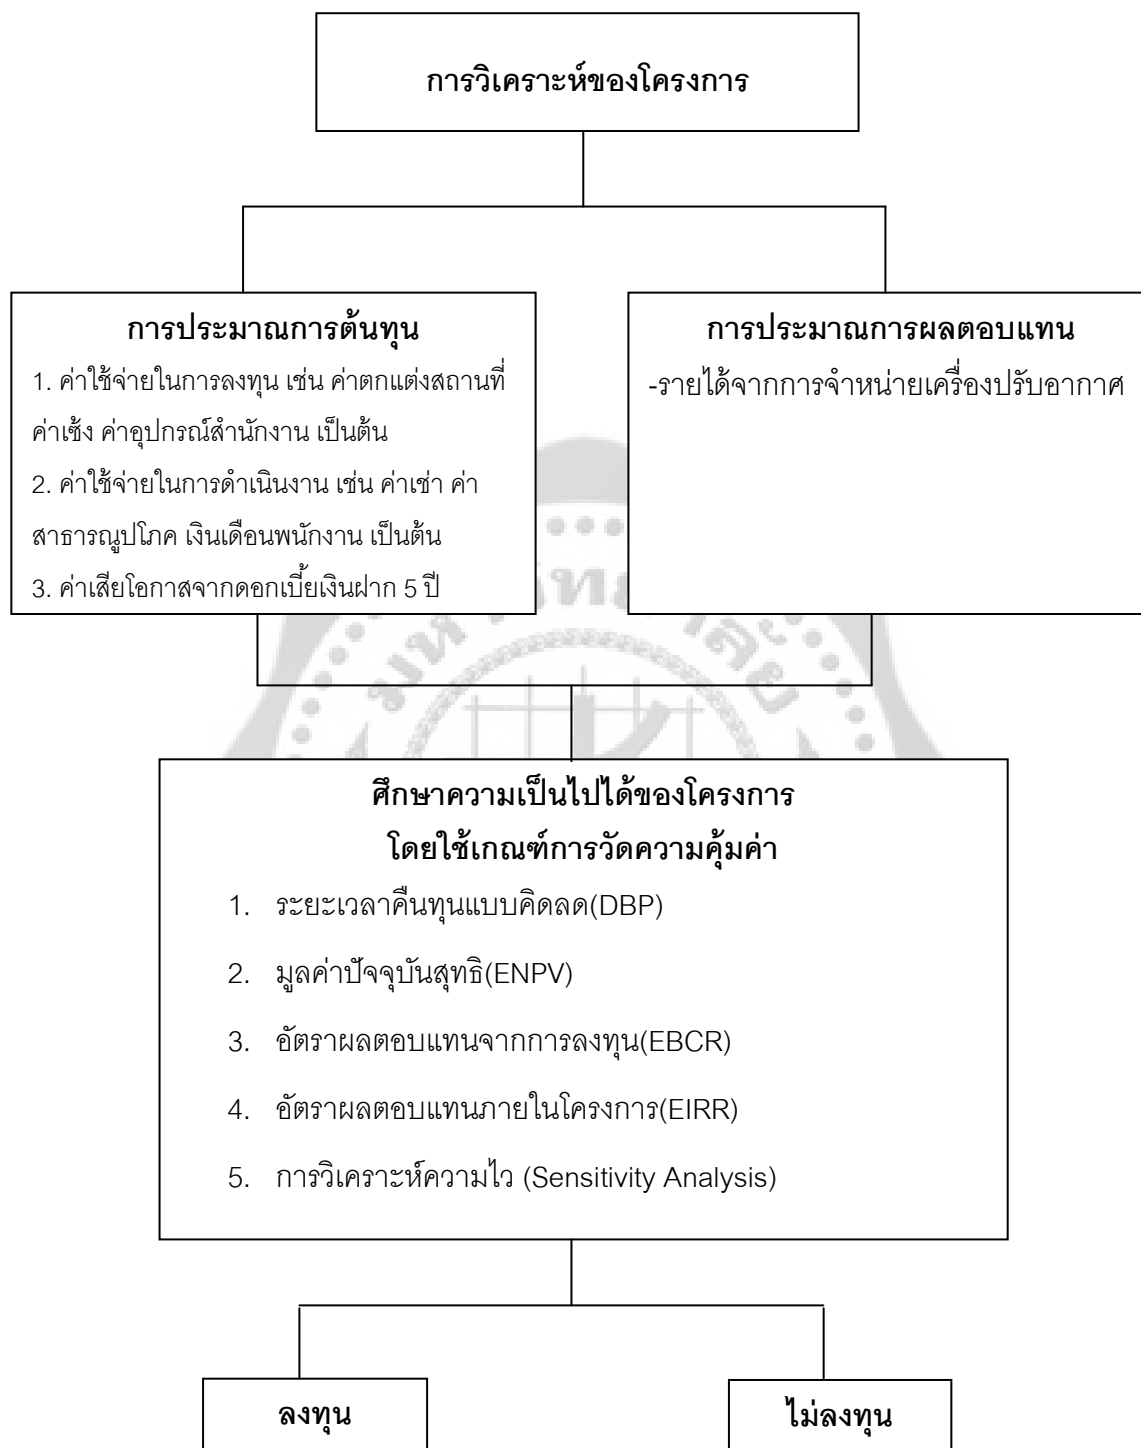 การวิเคราะห์ของโครงการ
การประมาณการต้นทุน
1. ค่าใช้จ่ายในการลงทุน เช่น ค่าตกแต่งสถานที่
ค่าเซ้ง ค่าอุปกรณ์สำนักงาน เป็นต้น
2. ค่าใช้จ่ายในการดำเนินงาน เช่น ค่าเช่า ค่า
สาธารณูปโภค เงินเดือนพนักงาน เป็นต้น
3. ค่าเสียโอกาสจากดอกเบี้ยเงินฝาก 5 ปี
การประมาณการผลตอบแทน
-รายได้จากการจำหน่ายเครื่องปรับอากาศ
ศึกษาความเป็นไปได้ของโครงการ
โดยใช้เกณฑ์การวัดความคุ้มค่า
1. ระยะเวลาคืนทุนแบบคิดลด(DBP)
2. มูลค่าปัจจุบันสุทธิ(ENPV)
3. อัตราผลตอบแทนจากการลงทุน(EBCR)
4. อัตราผลตอบแทนภายในโครงการ(EIRR)
5. การวิเคราะห์ความไว (Sensitivity Analysis)
ลงทุน
ไม่ลงทุน